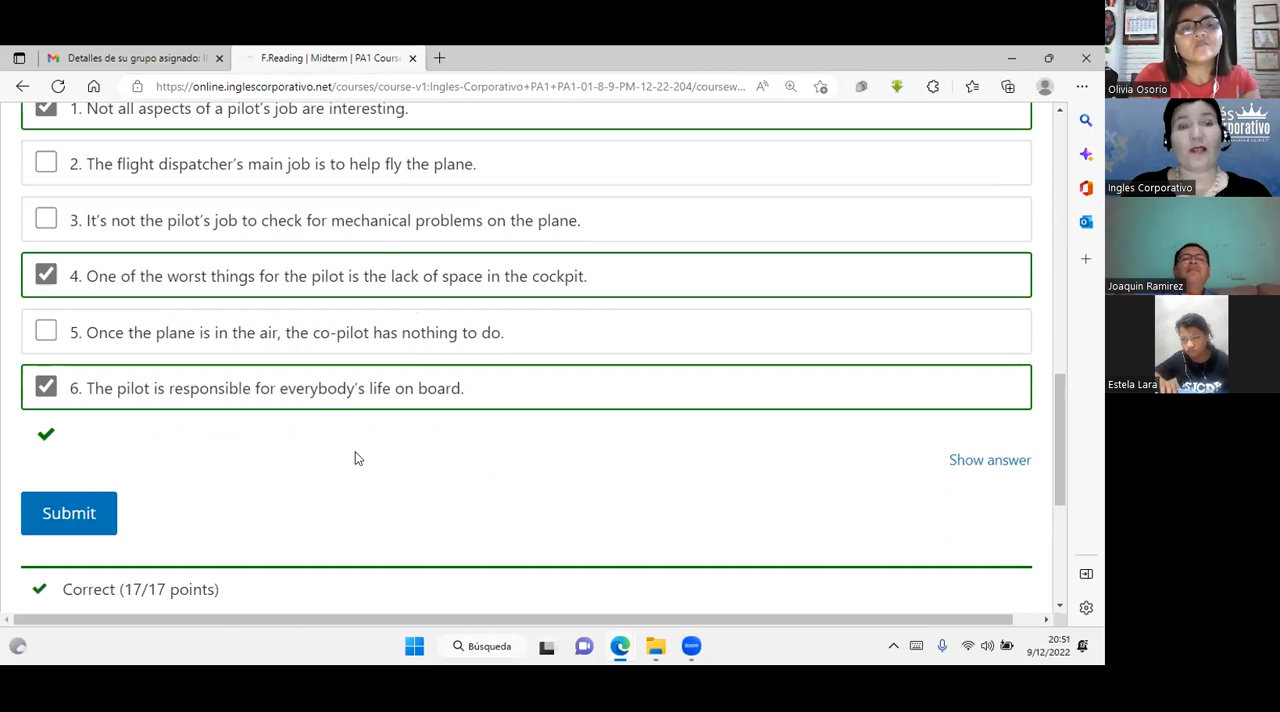 Detalles de su grupo asignado: I
F.Reading | Midterm | PA1 Cours
https://online.inglescorporativo.net/courses/course-v1:Ingles-Corporativo+PA1+PA1-01-8-9-PM-12-22-204/coursew...
1. Not all aspects of a pilot's job are interesting.
2. The flight dispatcher's main job is to help fly the plane.
3. It's not the pilot's job to check for mechanical problems on the plane.
4. One of the worst things for the pilot is the lack of space in the cockpit.
5. Once the plane is in the air, the co-pilot has nothing to do.
6. The pilot is responsible for everybody's life on board.
Show answer
Submit
Correct (17/17 points)
Búsqueda
zoom
20:51
9/12/2022
Olivia Osorio
Ingles Corporativo
Joaquin Ramirez
Estela Lara